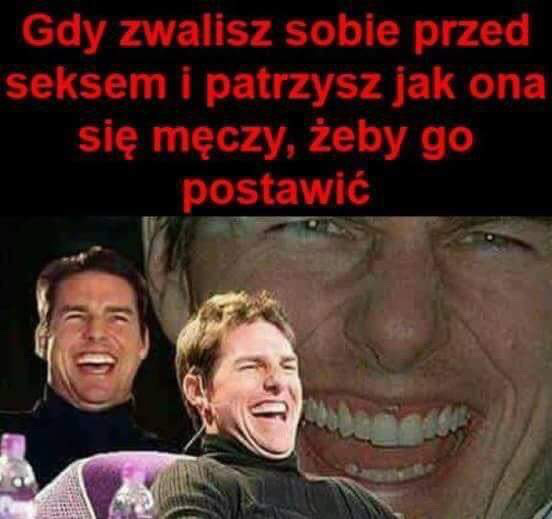 Gdy zwalisz sobie przed
seksem i patrzysz jak ona
się męczy, żeby go
postawić